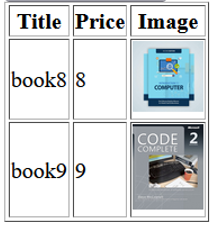 Title Price Image
book8 8
COMPUTER
book9 9
CODE 2
COMPLETE